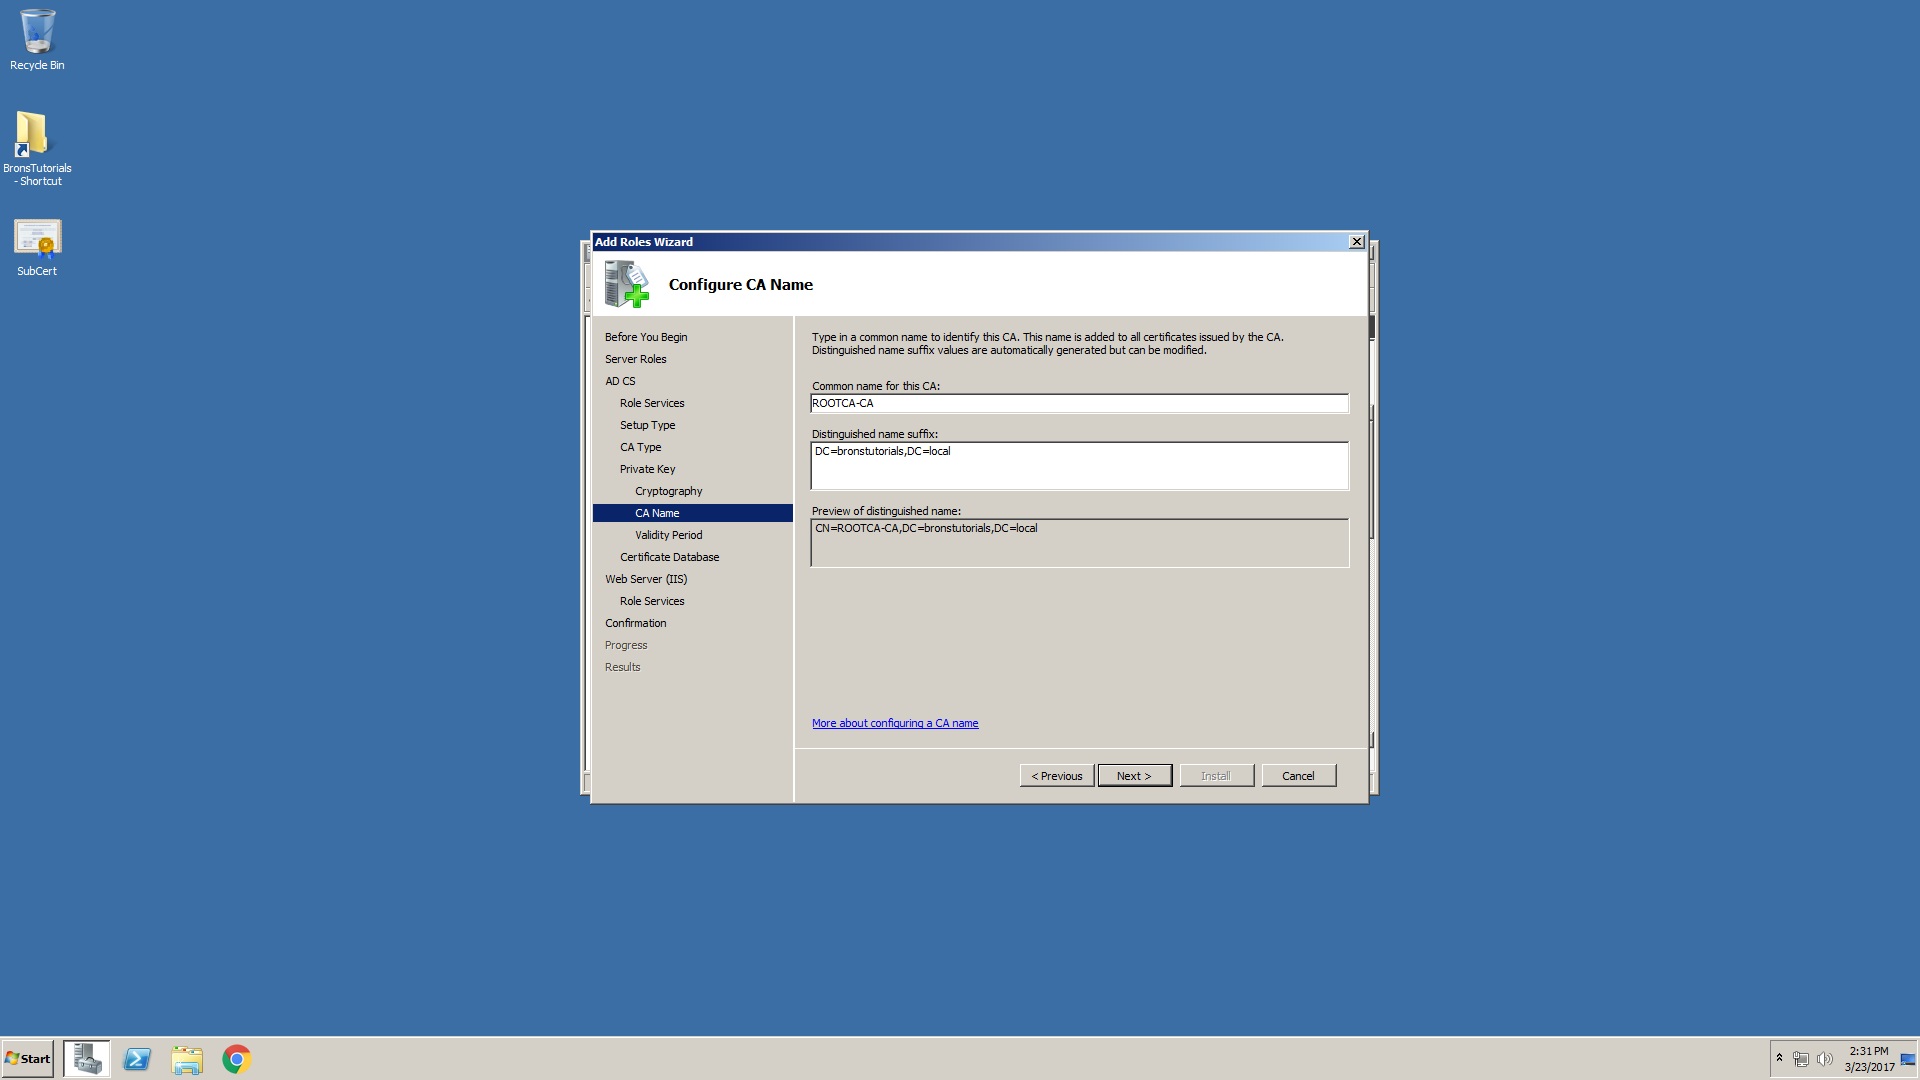 Recycle Bin
BronsTutorials
- Shortcut
SubCert
Add Roles Wizard
Configure CA Name
Before You Begin
Server Roles
AD CS
Role Services
Setup Type
CA Type
Private Key
Cryptography
CA Name
Validity Period
Certificate Database
Web Server (IIS)
Role Services
Confirmation
Progress
Results
Type in a common name to identify this CA. This name is added to all certificates issued by the CA.
Distinguished name suffix values are automatically generated but can be modified.
Common name for this CA:
ROOTCA-CA
Distinguished name suffix:
DC=bronstutorials,DC=local
Preview of distinguished name:
CN=ROOTCA-CA,DC=bronstutorials,DC=local
More about configuring a CA name
< Previous
Next >
Install
Cancel
Start
2:31 PM
3/23/2017